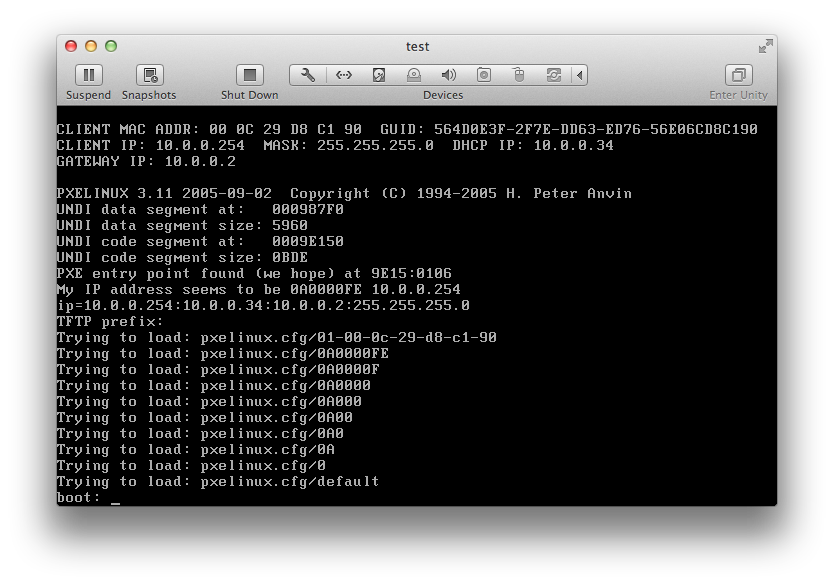 test
Suspend Snapshots Shut Down Devices Enter Unity
CLIENT MAC ADDR: 00 0C 29 D8 C1 90  GUID: 564D0E3F-2F7E-DD63-ED76-56E06CD8C190
CLIENT IP: 10.0.0.254  MASK: 255.255.255.0  DHCP IP: 10.0.0.34
GATEWAY IP: 10.0.0.2
PXELINUX 3.11 2005-09-02  Copyright (C) 1994-2005 H. Peter Anvin
UNDI data segment at:   000987F0
UNDI data segment size: 5960
UNDI code segment at:   0009E150
UNDI code segment size: 0BDE
PXE entry point found (we hope) at 9E15:0106
My IP address seems to be 0A0000FE 10.0.0.254
ip=10.0.0.254:10.0.0.34:10.0.0.2:255.255.255.0
TFTP prefix:
Trying to load: pxelinux.cfg/01-00-0c-29-d8-c1-90
Trying to load: pxelinux.cfg/0A0000FE
Trying to load: pxelinux.cfg/0A0000F
Trying to load: pxelinux.cfg/0A0000
Trying to load: pxelinux.cfg/0A000
Trying to load: pxelinux.cfg/0A00
Trying to load: pxelinux.cfg/0A0
Trying to load: pxelinux.cfg/0A
Trying to load: pxelinux.cfg/0
Trying to load: pxelinux.cfg/default
boot: _